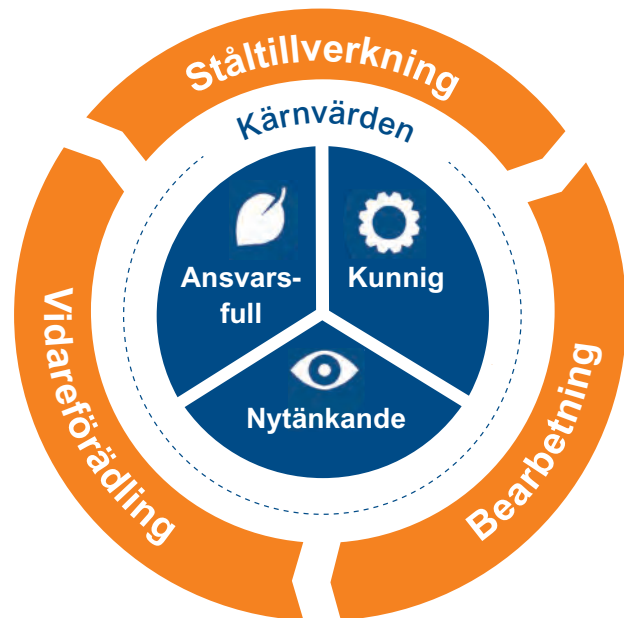 Ståltillverkning
Kärnvärden
Ansvars-
full
Kunnig
Nytänkande
Bearbetning
Vidareförädling